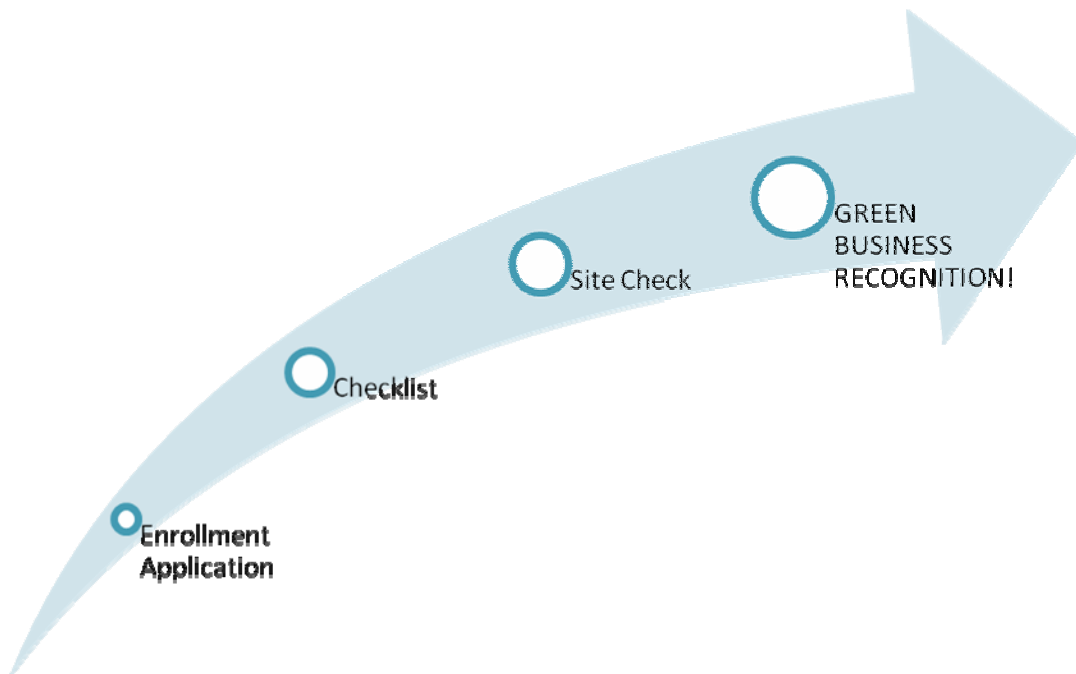 Enrollment
Application
Checklist
Site Check
GREEN
BUSINESS
RECOGNITION!